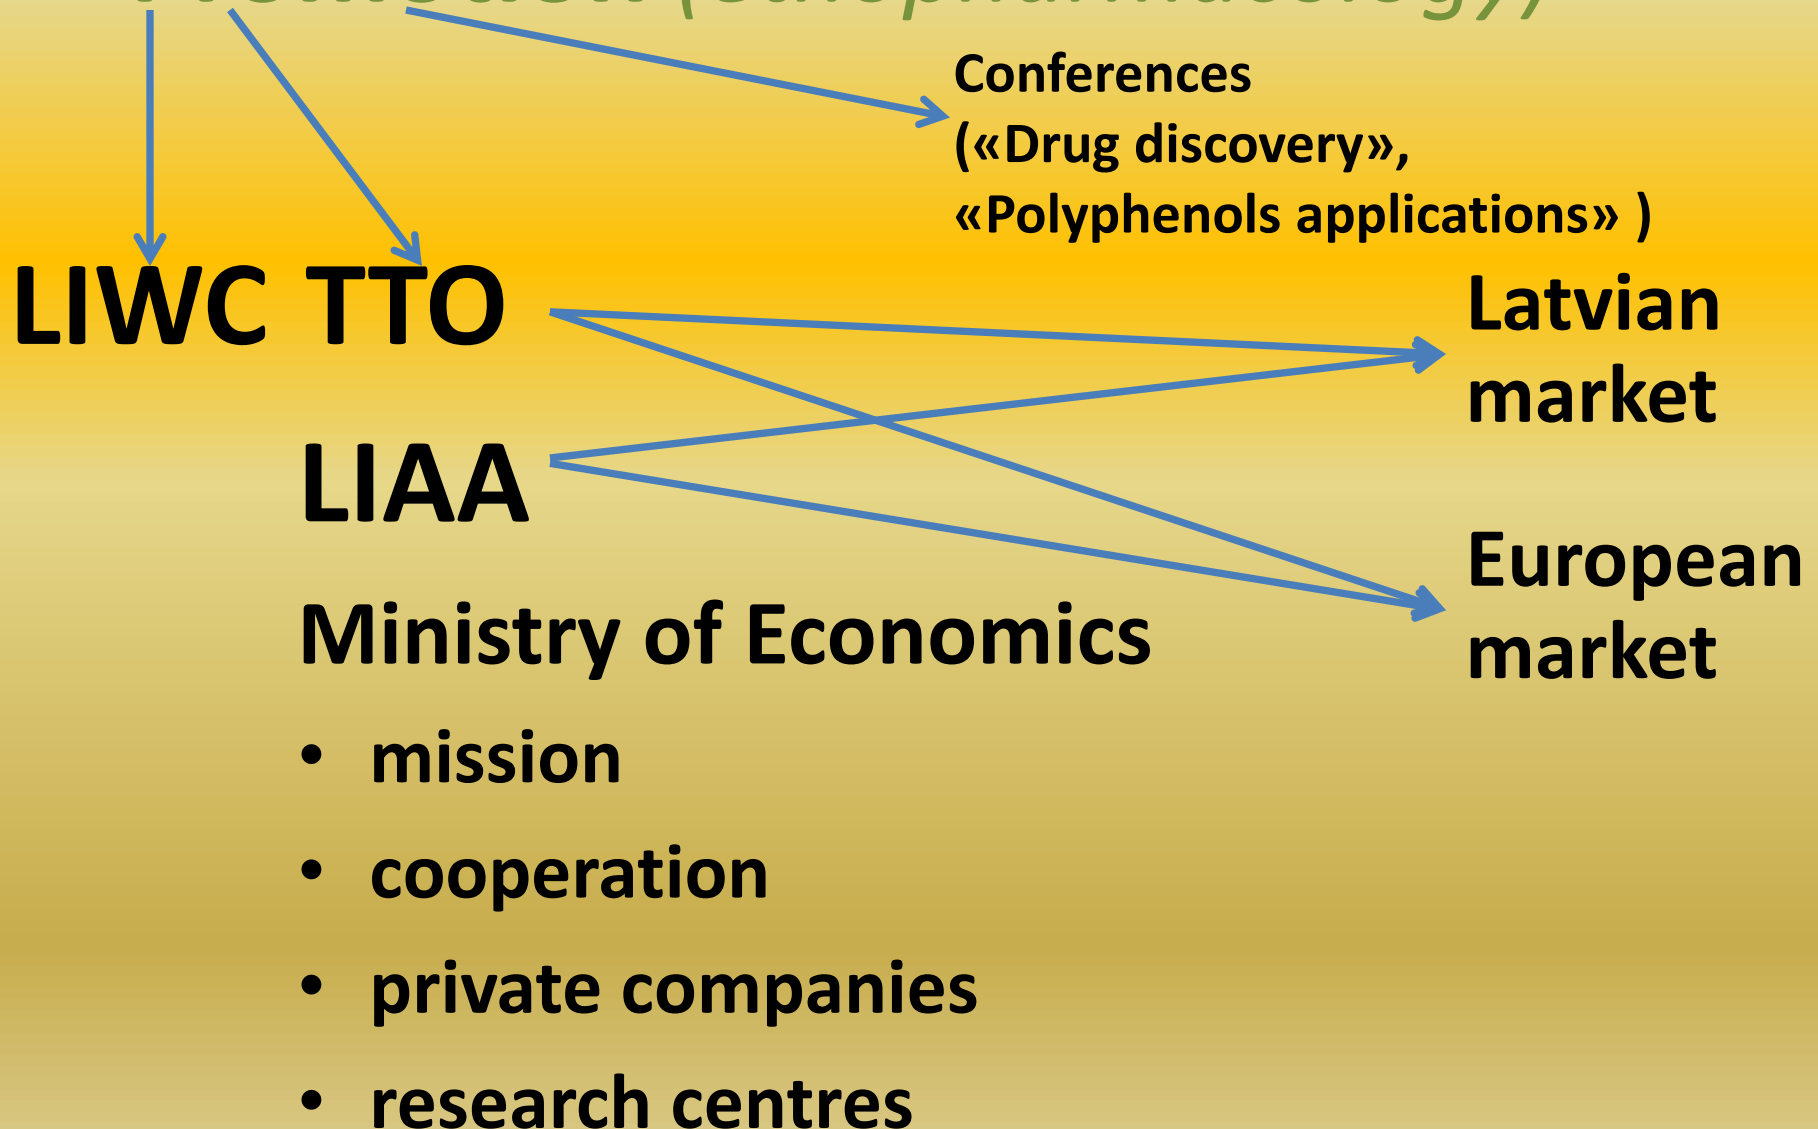 Conferences
(«Drug discovery»,
«Polyphenols applications» )
LIWC TTO
Latvian
market
LIAA
European
market
Ministry of Economics
• mission
• cooperation
• private companies
• research centres